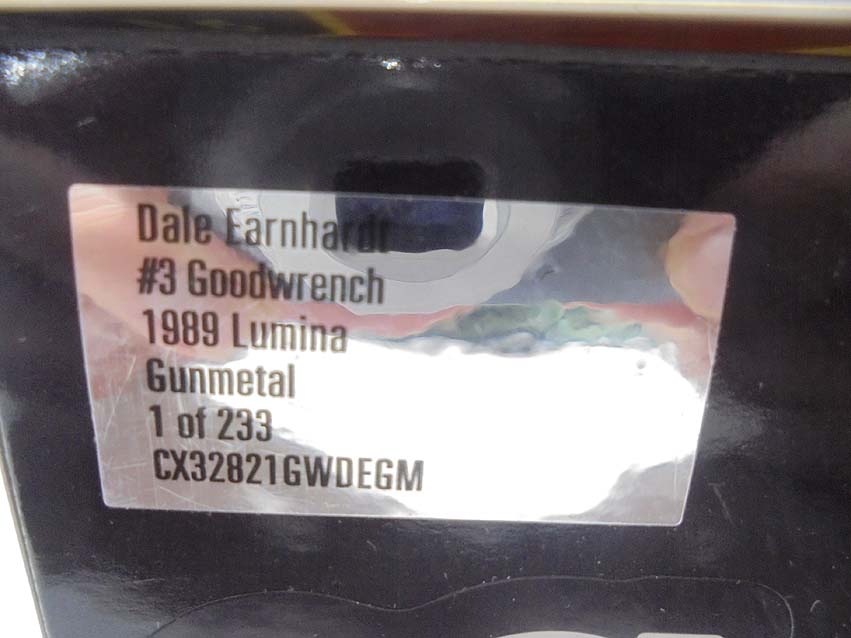 Dale Earnhardt
#3 Goodwrench
1989 Lumina
Gunmetal
1 of 233
CX32821GWDEGM